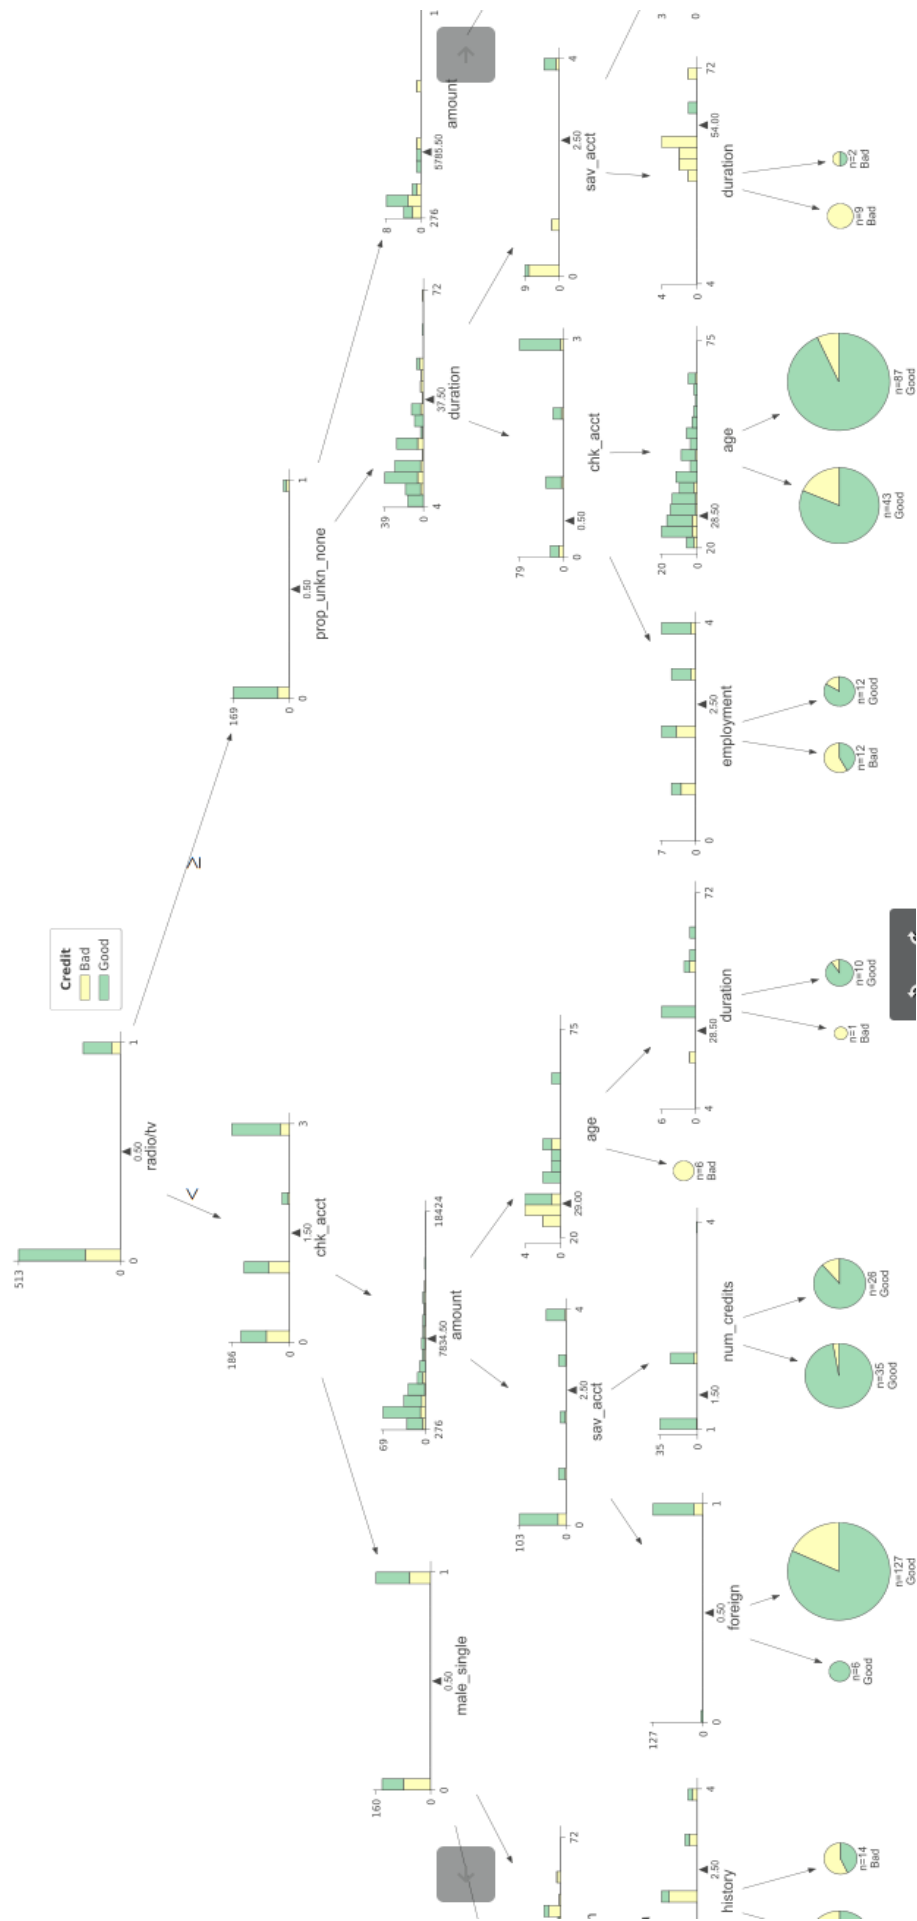 Credit
Bad
Good
513
0
0
0.50
1
radio/tv
<
≥
186
0
0
1.50
3
chk_acct
169
0
0
0.50
1
prop_unkn_none
160
0
0
0.50
1
male_single
69
0
276
7834.50
18424
amount
39
0
4
37.50
72
duration
8
0
276
5785.50
1
amount
72
103
0
0
2.50
4
sav_acct
4
0
20
29.00
75
age
79
0
0
0.50
3
chk_acct
9
0
0
2.50
4
sav_acct
2.50
4
history
127
0
0
0.50
1
foreign
35
0
1
1.50
4
num_credits
n=6
Bad
6
0
4
28.50
72
duration
7
0
0
2.50
4
employment
20
0
20
28.50
75
age
4
0
4
54.00
72
duration
3
0
n=14
Bad
n=6
Good
n=127
Good
n=35
Good
n=26
Good
n=1
Bad
n=10
Good
n=12
Bad
n=12
Good
n=43
Good
n=87
Good
n=9
Bad
n=2
Bad